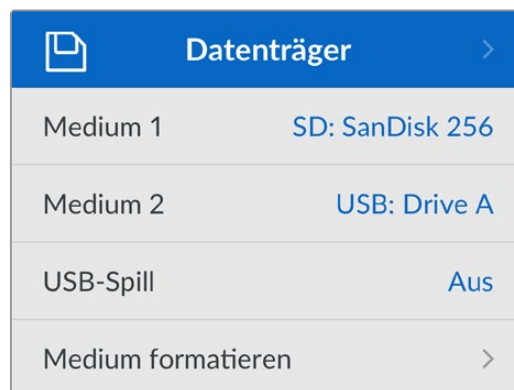 Datenträger
Medium 1 SD: SanDisk 256
Medium 2 USB: Drive A
USB-Spill Aus
Medium formatieren